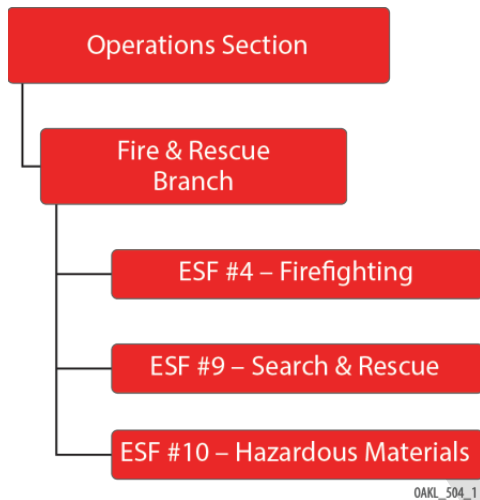 Operations Section
Fire & Rescue
Branch
ESF #4 – Firefighting
ESF #9 – Search & Rescue
ESF #10 – Hazardous Materials
OAKL_504_1